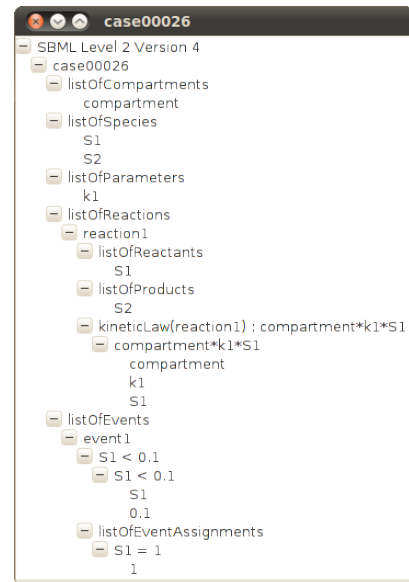 case00026
SBML Level 2 Version 4
case00026
listOfCompartments
compartment
listOfSpecies
S1
S2
listOfParameters
k1
listOfReactions
reaction1
listOfReactants
S1
listOfProducts
S2
kineticLaw(reaction1) : compartment*k1*S1
compartment*k1*S1
compartment
k1
S1
listOfEvents
event1
S1 < 0.1
S1 < 0.1
S1
0.1
listOfEventAssignments
S1 = 1
1